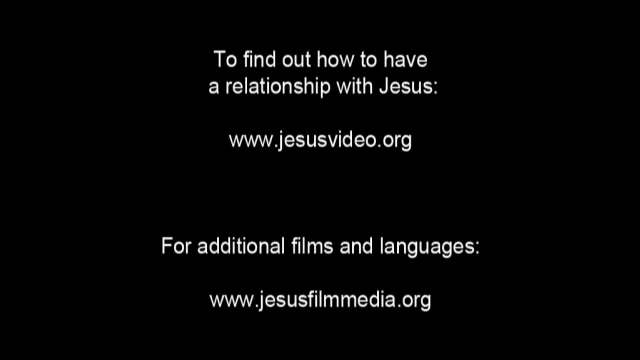 To find out how to have
a relationship with Jesus:
www.jesusvideo.org
For additional films and languages:
www.jesusfilmmedia.org